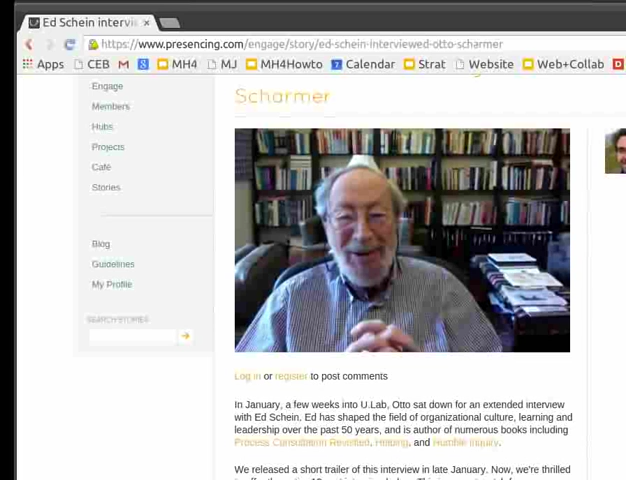 Ed Schein intervi
https://www.presencing.com/engage/story/ed-schein-interviewed-otto-scharmer
Apps CEB MH4 MJ MH4Howto Calendar Strat Website Web+Collab
Scharmer
Engage
Members
Hubs
Projects
Café
Stories
Blog
Guidelines
My Profile
SEARCH STORIES
Log in or register to post comments
In January, a few weeks into U.Lab, Otto sat down for an extended interview
with Ed Schein. Ed has shaped the field of organizational culture, learning and
leadership over the past 50 years, and is author of numerous books including
Process Consultation Revisited, Helping, and Humble Inquiry.
We released a short trailer of this interview in late January. Now, we're thrilled